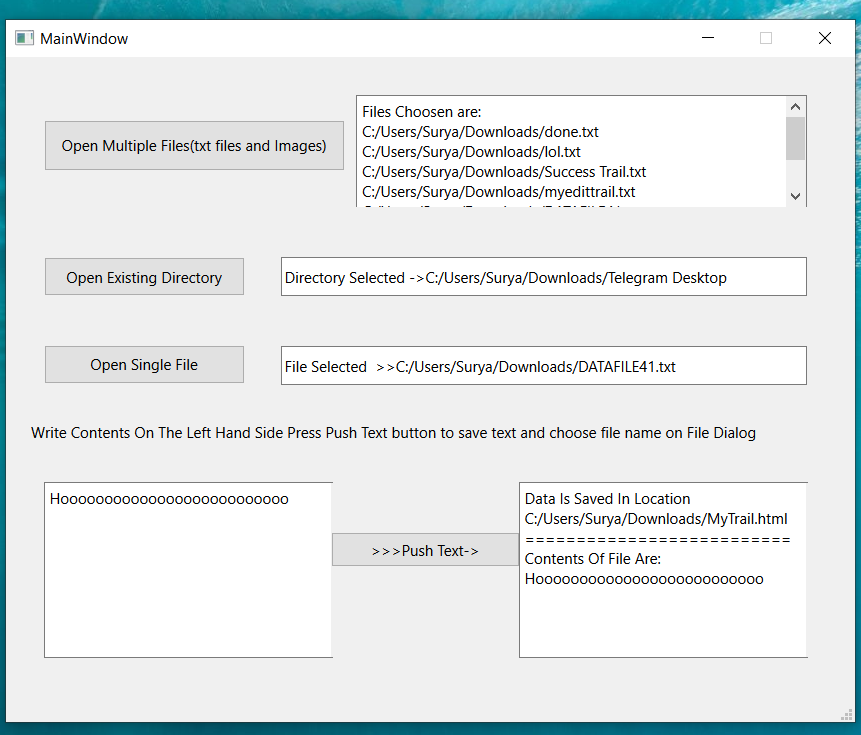 MainWindow
Open Multiple Files(txt files and Images)
Files Choosen are:
C:/Users/Surya/Downloads/done.txt
C:/Users/Surya/Downloads/lol.txt
C:/Users/Surya/Downloads/Success Trail.txt
C:/Users/Surya/Downloads/myedittrail.txt
Open Existing Directory
Directory Selected ->C:/Users/Surya/Downloads/Telegram Desktop
Open Single File
File Selected  >>C:/Users/Surya/Downloads/DATAFILE41.txt
Write Contents On The Left Hand Side Press Push Text button to save text and choose file name on File Dialog
Hoooooooooooooooooooooooooo
>>>Push Text->
Data Is Saved In Location
C:/Users/Surya/Downloads/MyTrail.html
==========================
Contents Of File Are:
Hoooooooooooooooooooooooooo